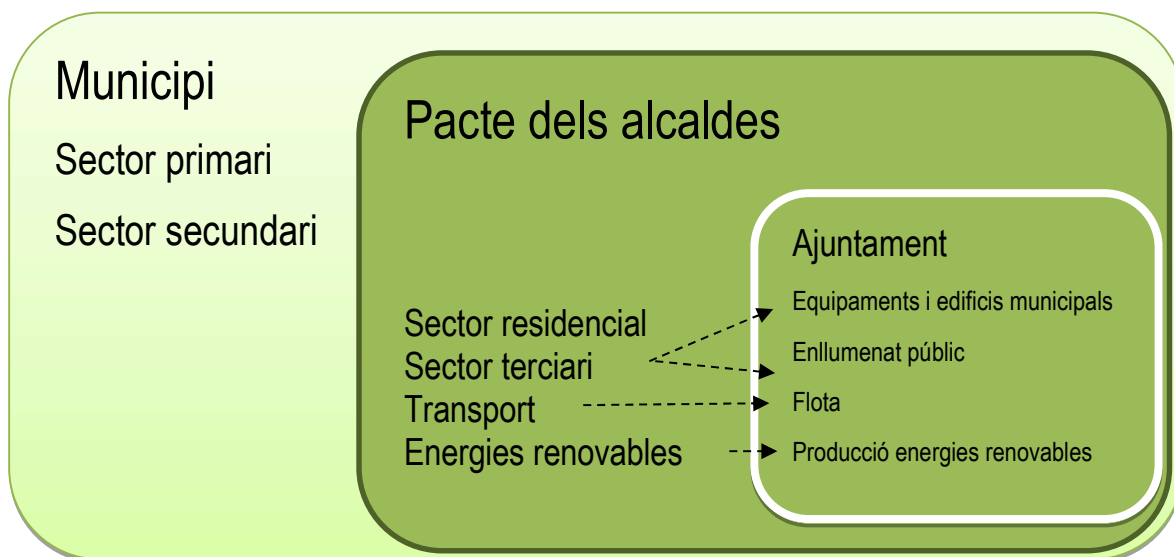 Municipi
Sector primari
Sector secundari
Pacte dels alcaldes
Sector residencial
Sector terciari
Transport
Energies renovables
Ajuntament
Equipaments i edificis municipals
Enllumenat públic
Flota
Producció energies renovables